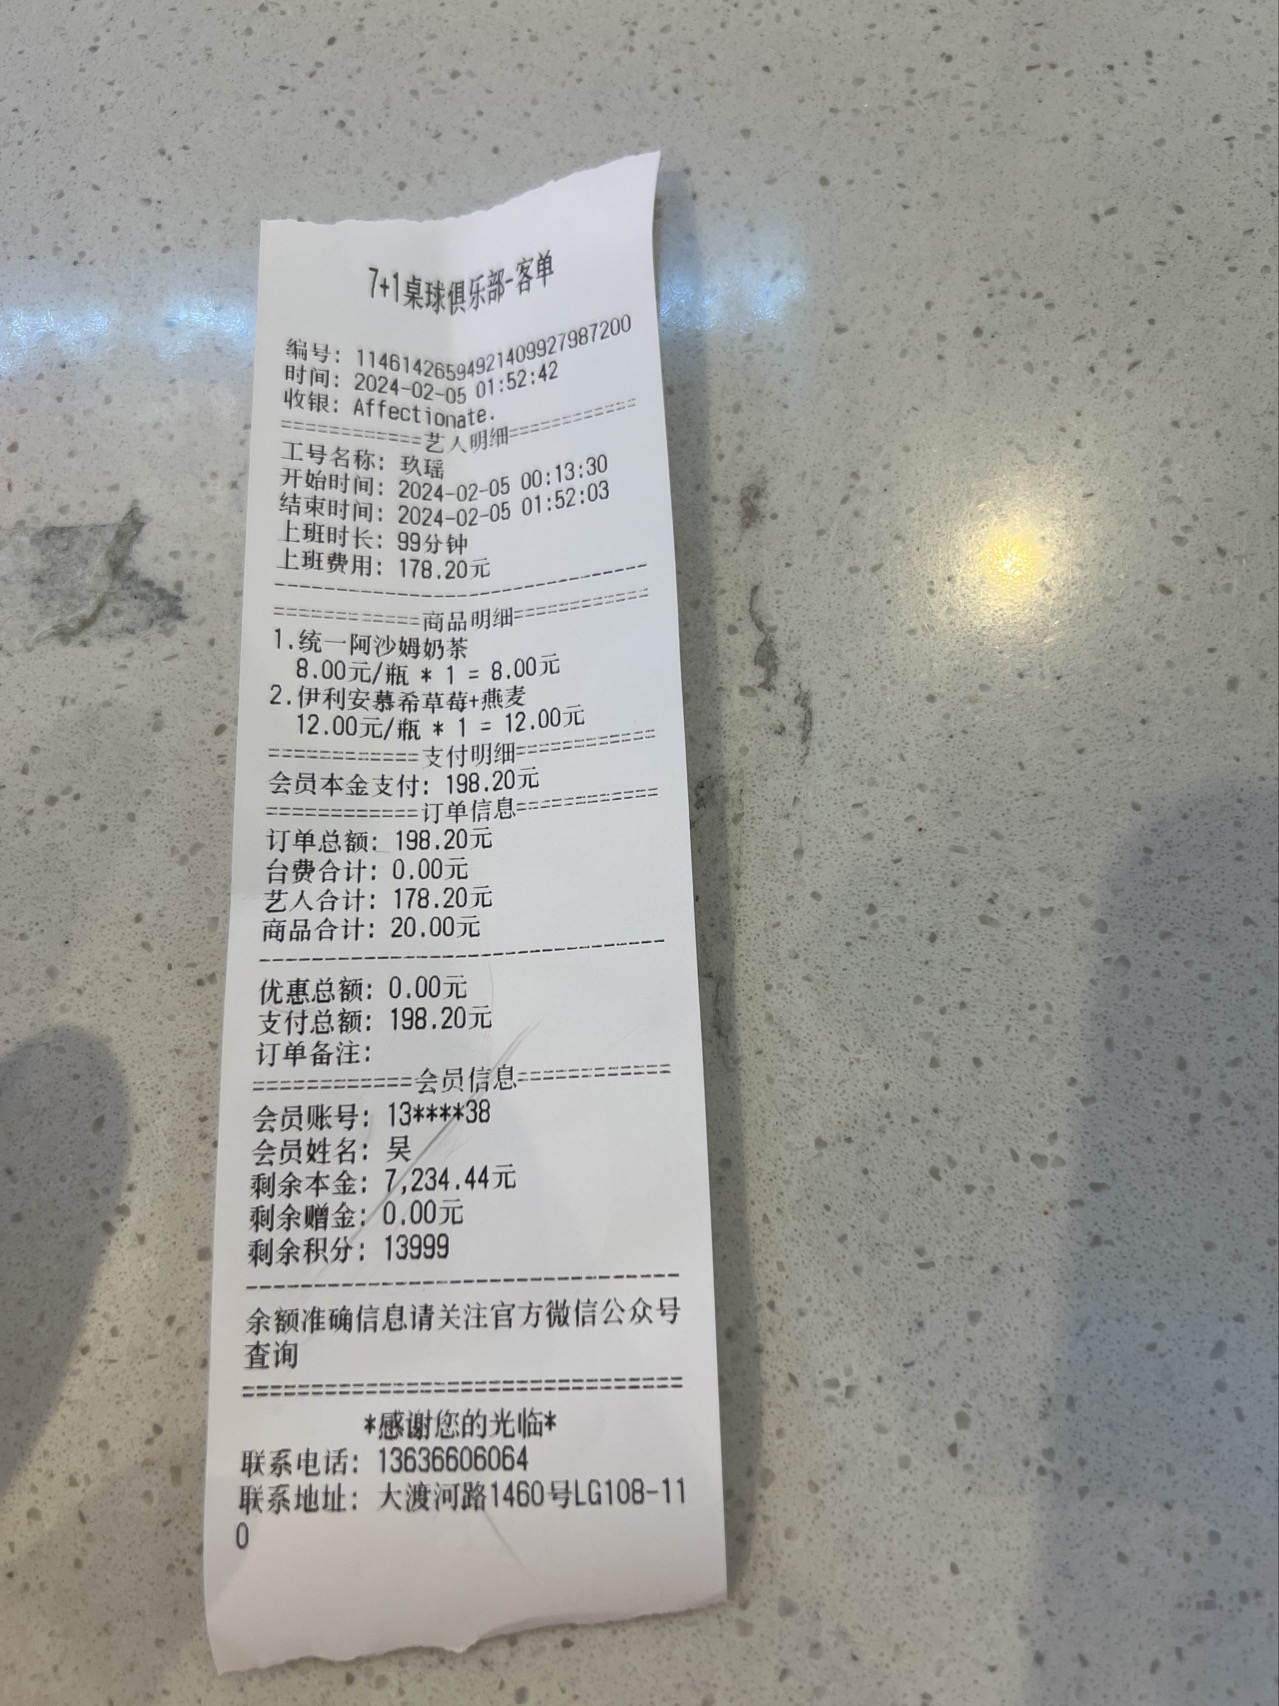 7+1桌球俱乐部-客单
编号: 1146142659492140992798​7200
时间: 2024-02-05 01:52:42
收银: Affectionate.
============艺人明细============
工号名称: 玖瑶
开始时间: 2024-02-05 00:13:30
结束时间: 2024-02-05 01:52:03
上班时长: 99分钟
上班费用: 178.20元
--------------------------------
============商品明细============
1.统一阿沙姆奶茶
8.00元/瓶 * 1 = 8.00元
2.伊利安慕希草莓+燕麦
12.00元/瓶 * 1 = 12.00元
============支付明细============
会员本金支付: 198.20元
============订单信息============
订单总额: 198.20元
台费合计: 0.00元
艺人合计: 178.20元
商品合计: 20.00元
--------------------------------
优惠总额: 0.00元
支付总额: 198.20元
订单备注:
============会员信息============
会员账号: 13****38
会员姓名: 吴
剩余本金: 7,234.44元
剩余赠金: 0.00元
剩余积分: 13999
--------------------------------
余额准确信息请关注官方微信公众号
查询
================================
*感谢您的光临*
联系电话: 13636606064
联系地址: 大渡河路1460号LG108-11
0